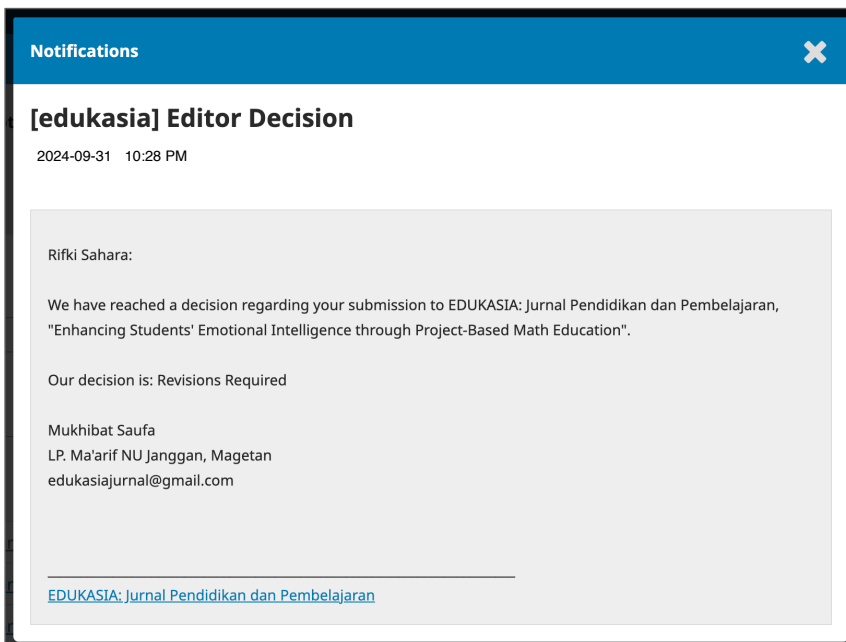 Notifications
[edukasia] Editor Decision
2024-09-31 10:28 PM
Rifki Sahara:
We have reached a decision regarding your submission to EDUKASIA: Jurnal Pendidikan dan Pembelajaran,
"Enhancing Students' Emotional Intelligence through Project-Based Math Education".
Our decision is: Revisions Required
Mukhibat Saufa
LP. Ma'arif NU Janggan, Magetan
edukasiajurnal@gmail.com
EDUKASIA: Jurnal Pendidikan dan Pembelajaran